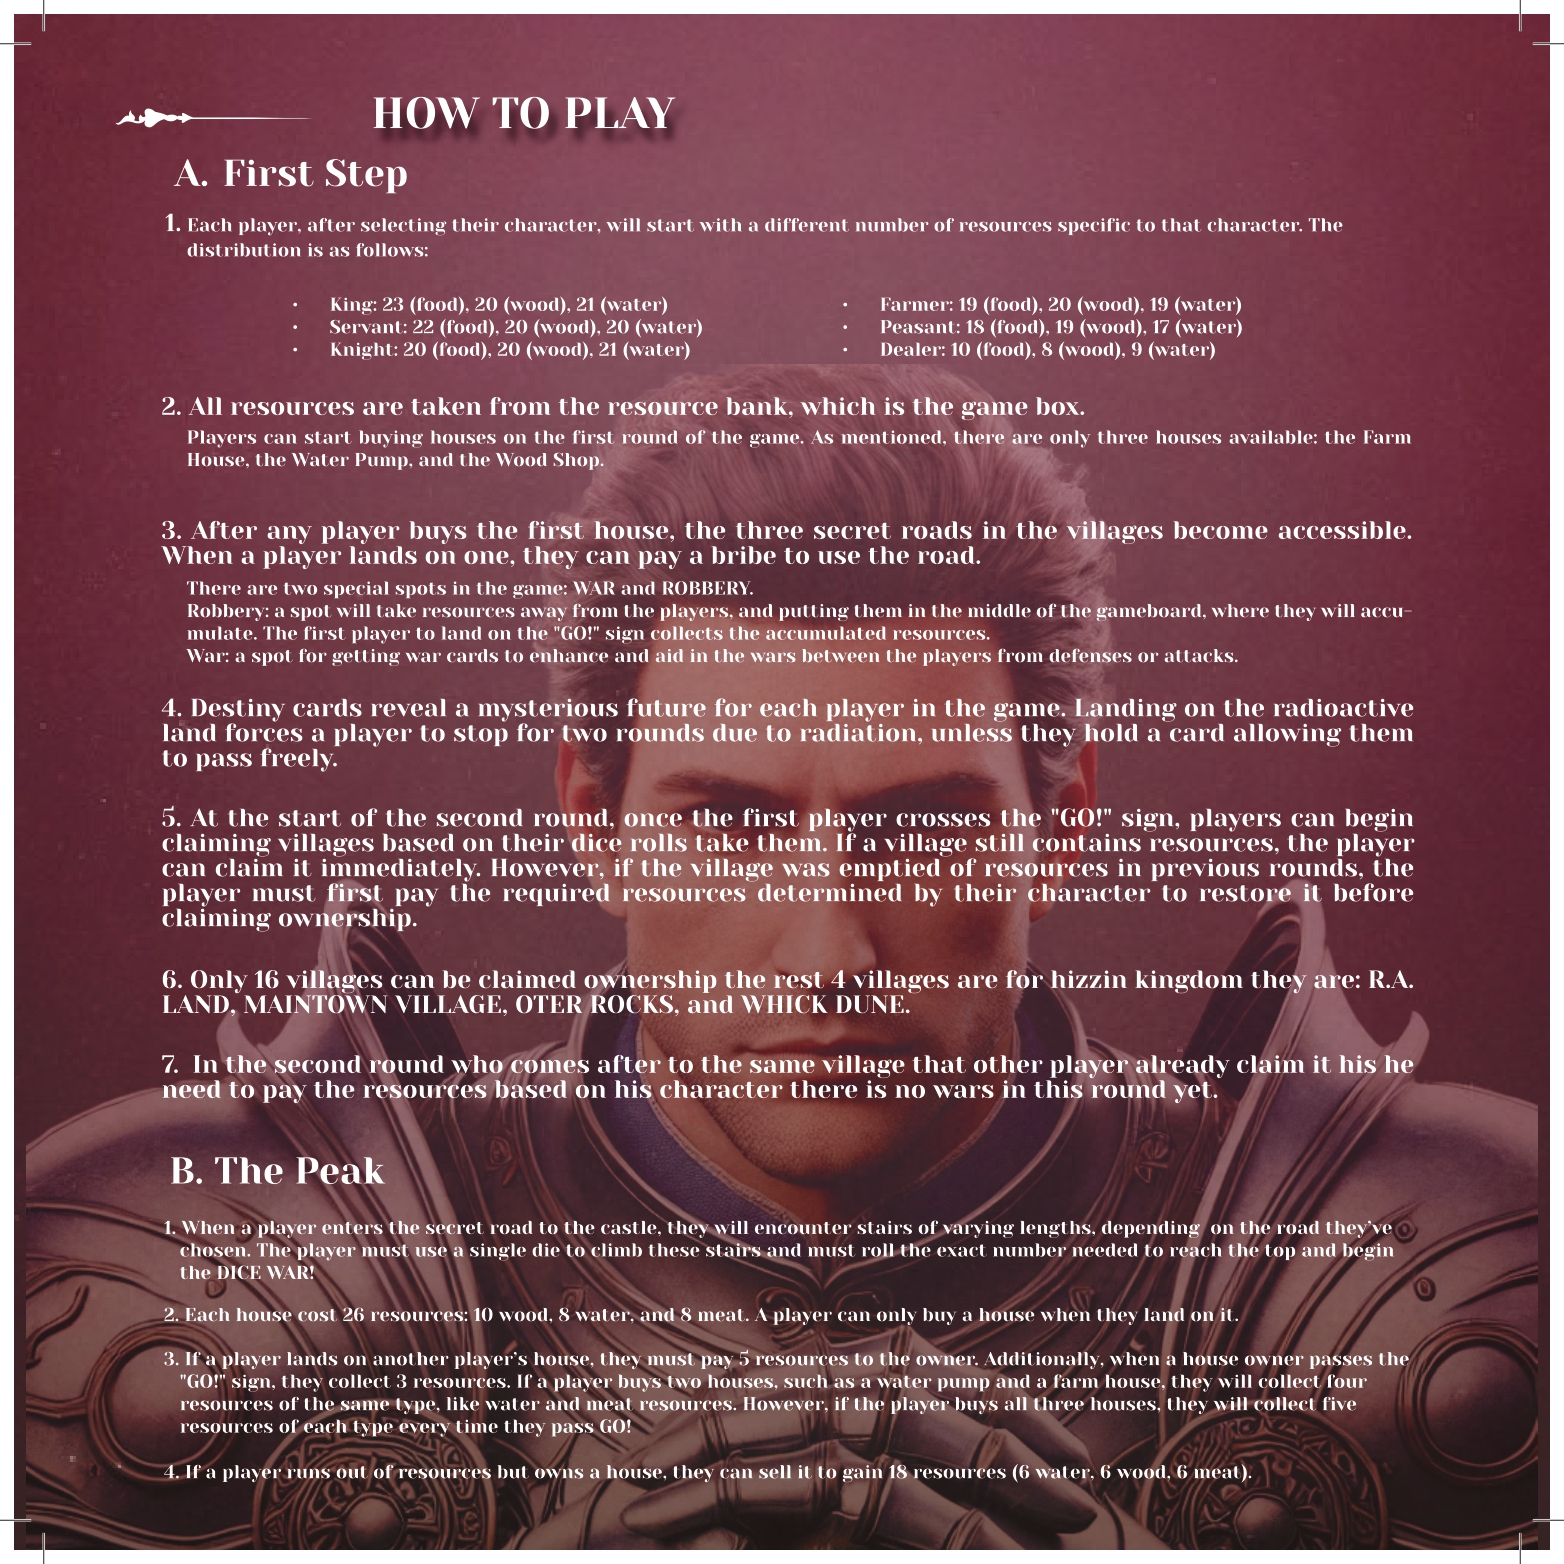 HOW TO PLAY
A. First Step
1. Each player, after selecting their character, will start with a different number of resources specific to that character. The
distribution is as follows:
• King: 23 (food), 20 (wood), 21 (water)
• Servant: 22 (food), 20 (wood), 20 (water)
• Knight: 20 (food), 20 (wood), 21 (water)
• Farmer: 19 (food), 20 (wood), 19 (water)
• Peasant: 18 (food), 19 (wood), 17 (water)
• Dealer: 10 (food), 8 (wood), 9 (water)
2. All resources are taken from the resource bank, which is the game box.
Players can start buying houses on the first round of the game. As mentioned, there are only three houses available: the Farm
House, the Water Pump, and the Wood Shop.
3. After any player buys the first house, the three secret roads in the villages become accessible.
When a player lands on one, they can pay a bribe to use the road.
There are two special spots in the game: WAR and ROBBERY.
Robbery: a spot will take resources away from the players, and putting them in the middle of the gameboard, where they will accu-
mulate. The first player to land on the "GO!" sign collects the accumulated resources.
War: a spot for getting war cards to enhance and aid in the wars between the players from defenses or attacks.
4. Destiny cards reveal a mysterious future for each player in the game. Landing on the radioactive
land forces a player to stop for two rounds due to radiation, unless they hold a card allowing them
to pass freely.
5. At the start of the second round, once the first player crosses the "GO!" sign, players can begin
claiming villages based on their dice rolls take them. If a village still contains resources, the player
can claim it immediately. However, if the village was emptied of resources in previous rounds, the
player must first pay the required resources determined by their character to restore it before
claiming ownership.
6. Only 16 villages can be claimed ownership the rest 4 villages are for hizzin kingdom they are: R.A.
LAND, MAINTOWN VILLAGE, OTER ROCKS, and WHICK DUNE.
7. In the second round who comes after to the same village that other player already claim it his he
need to pay the resources based on his character there is no wars in this round yet.
B. The Peak
1. When a player enters the secret road to the castle, they will encounter stairs of varying lengths, depending on the road they've
chosen. The player must use a single die to climb these stairs and must roll the exact number needed to reach the top and begin
the DICE WAR!
2. Each house cost 26 resources: 10 wood, 8 water, and 8 meat. A player can only buy a house when they land on it.
3. If a player lands on another player's house, they must pay 5 resources to the owner. Additionally, when a house owner passes the
"GO!" sign, they collect 3 resources. If a player buys two houses, such as a water pump and a farm house, they will collect four
resources of the same type, like water and meat resources. However, if the player buys all three houses, they will collect five
resources of each type every time they pass GO!
4. If a player runs out of resources but owns a house, they can sell it to gain 18 resources (6 water, 6 wood, 6 meat).